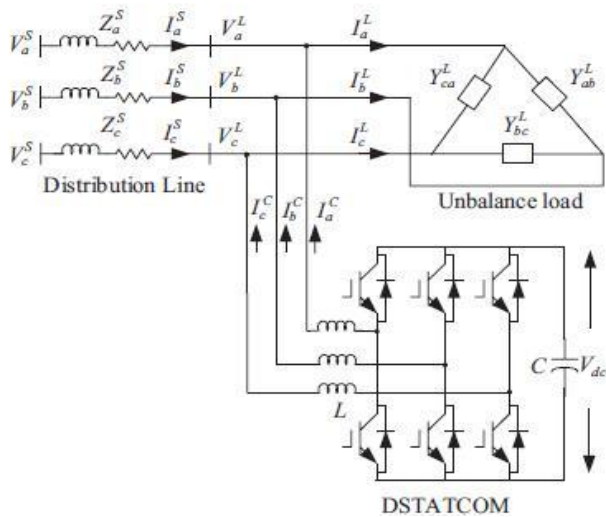 V_a^S Z_a^S I_a^S V_a^L I_a^L
Y_ca^L Y_ab^L
V_b^S Z_b^S I_b^S V_b^L I_b^L
Y_bc^L
V_c^S Z_c^S I_c^S V_c^L I_c^L
Distribution Line
Unbalance load
I_c^C I_b^C I_a^C
C V_dc
L
DSTATCOM